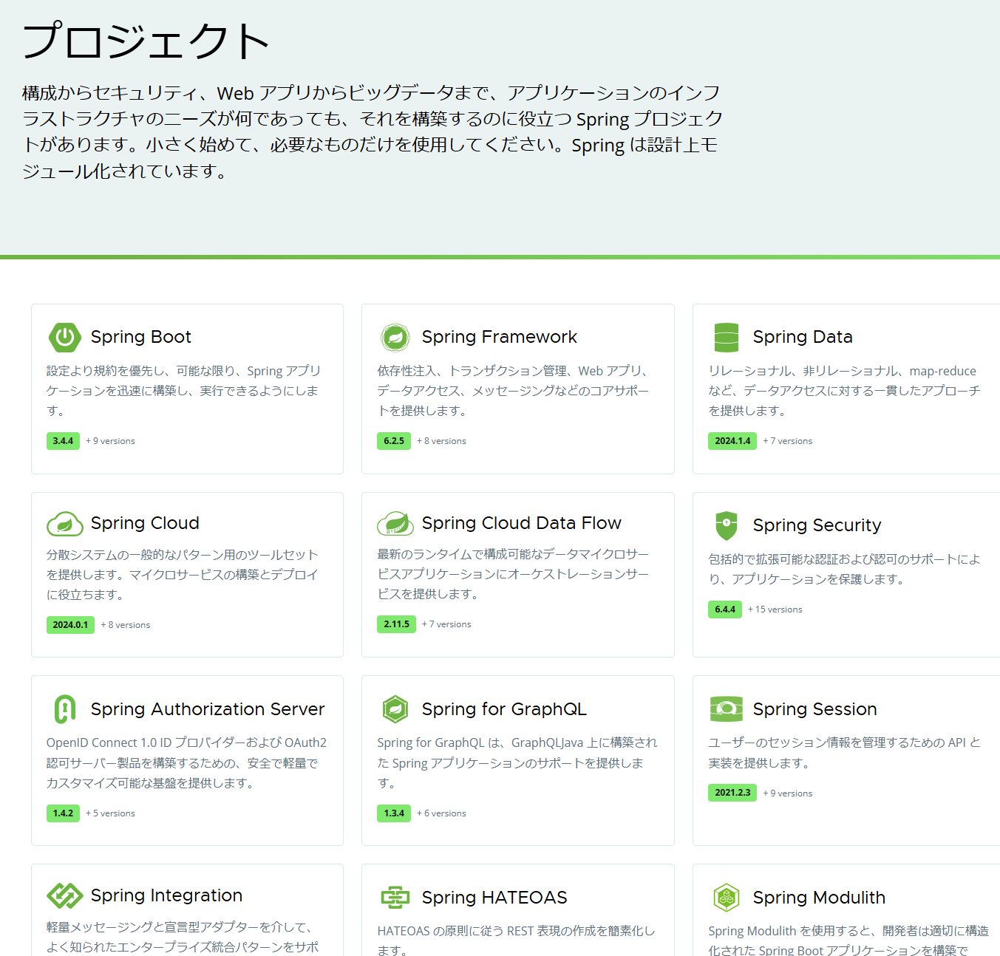 プロジェクト
構成からセキュリティ、Web アプリからビッグデータまで、アプリケーションのインフ
ラストラクチャのニーズが何であっても、それを構築するのに役立つ Spring プロジェク
トがあります。小さく始めて、必要なものだけを使用してください。Spring は設計上モ
ジュール化されています。
Spring Boot
設定より規約を優先し、可能な限り、Spring アプリ
ケーションを迅速に構築し、実行できるようにしま
す。
3.4.4 + 9 versions
Spring Framework
依存性注入、トランザクション管理、Web アプリ、
データアクセス、メッセージングなどのコアサポー
トを提供します。
6.2.5 + 8 versions
Spring Data
リレーショナル、非リレーショナル、map-reduce
など、データアクセスに対する一貫したアプローチ
を提供します。
2024.1.4 + 7 versions
Spring Cloud
分散システムの一般的なパターン用のツールセット
を提供します。マイクロサービスの構築とデプロイ
に役立ちます。
2024.0.1 + 8 versions
Spring Cloud Data Flow
最新のランタイムで構成可能なデータマイクロサー
ビスアプリケーションにオーケストレーションサー
ビスを提供します。
2.11.5 + 7 versions
Spring Security
包括的で拡張可能な認証および認可のサポートによ
り、アプリケーションを保護します。
6.4.4 + 15 versions
Spring Authorization Server
OpenID Connect 1.0 ID プロバイダーおよび OAuth2
認可サーバー製品を構築するための、安全で軽量で
カスタマイズ可能な基盤を提供します。
1.4.2 + 5 versions
Spring for GraphQL
Spring for GraphQL は、GraphQLJava 上に構築され
た Spring アプリケーションのサポートを提供しま
す。
1.3.4 + 6 versions
Spring Session
ユーザーのセッション情報を管理するための API と
実装を提供します。
2021.2.3 + 9 versions
Spring Integration
軽量メッセージングと宣言型アダプターを介して、
よく知られたエンタープライズ統合パターンをサポ
Spring HATEOAS
HATEOAS の原則に従う REST 表現の作成を簡素化し
ます。
Spring Modulith
Spring Modulith を使用すると、開発者は適切に構造
化された Spring Boot アプリケーションを構築で